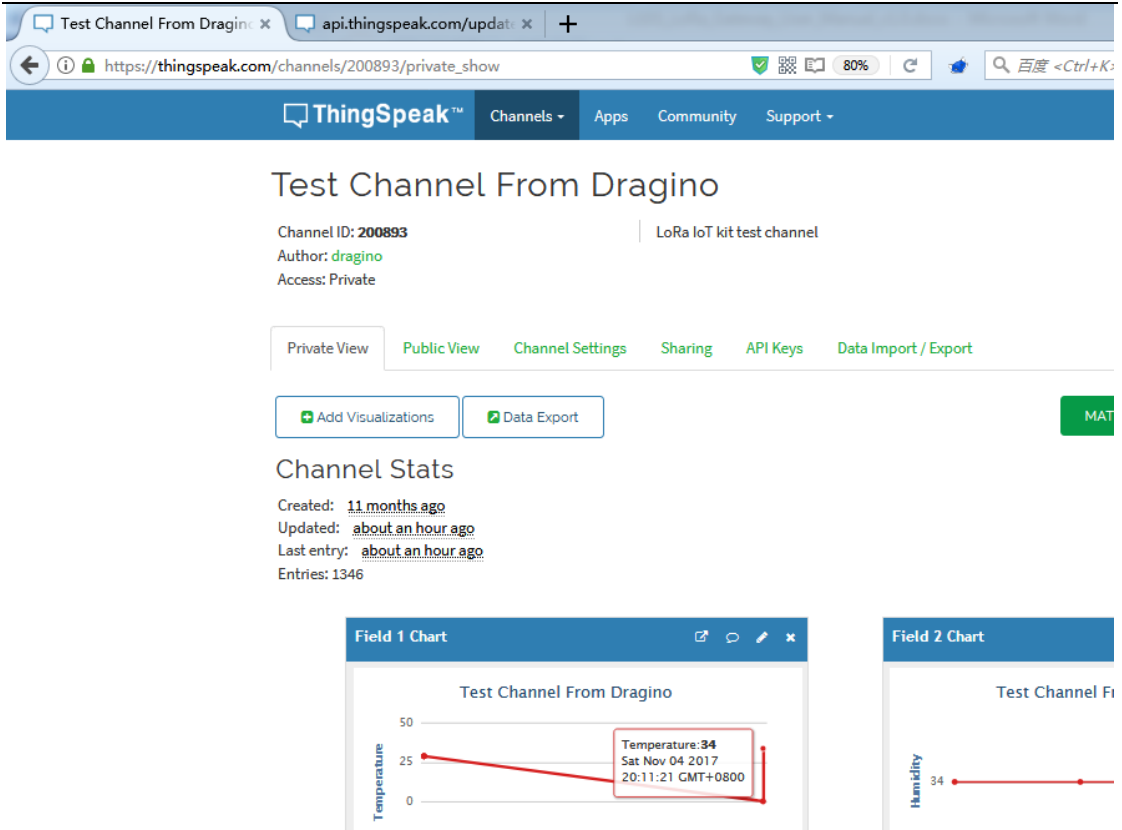 Test Channel From Dragino
api.thingspeak.com/update
https://thingspeak.com/channels/200893/private_show
80%
百度 <Ctrl+K>
ThingSpeak™
Channels
Apps
Community
Support
Test Channel From Dragino
Channel ID: 200893
LoRa IoT kit test channel
Author: dragino
Access: Private
Private View
Public View
Channel Settings
Sharing
API Keys
Data Import / Export
Add Visualizations
Data Export
MAT
Channel Stats
Created: 11 months ago
Updated: about an hour ago
Last entry: about an hour ago
Entries: 1346
Field 1 Chart
Field 2 Chart
Test Channel From Dragino
Test Channel Fr
50
25
0
Temperature
Temperature:34
Sat Nov 04 2017
20:11:21 GMT+0800
Humidity
34